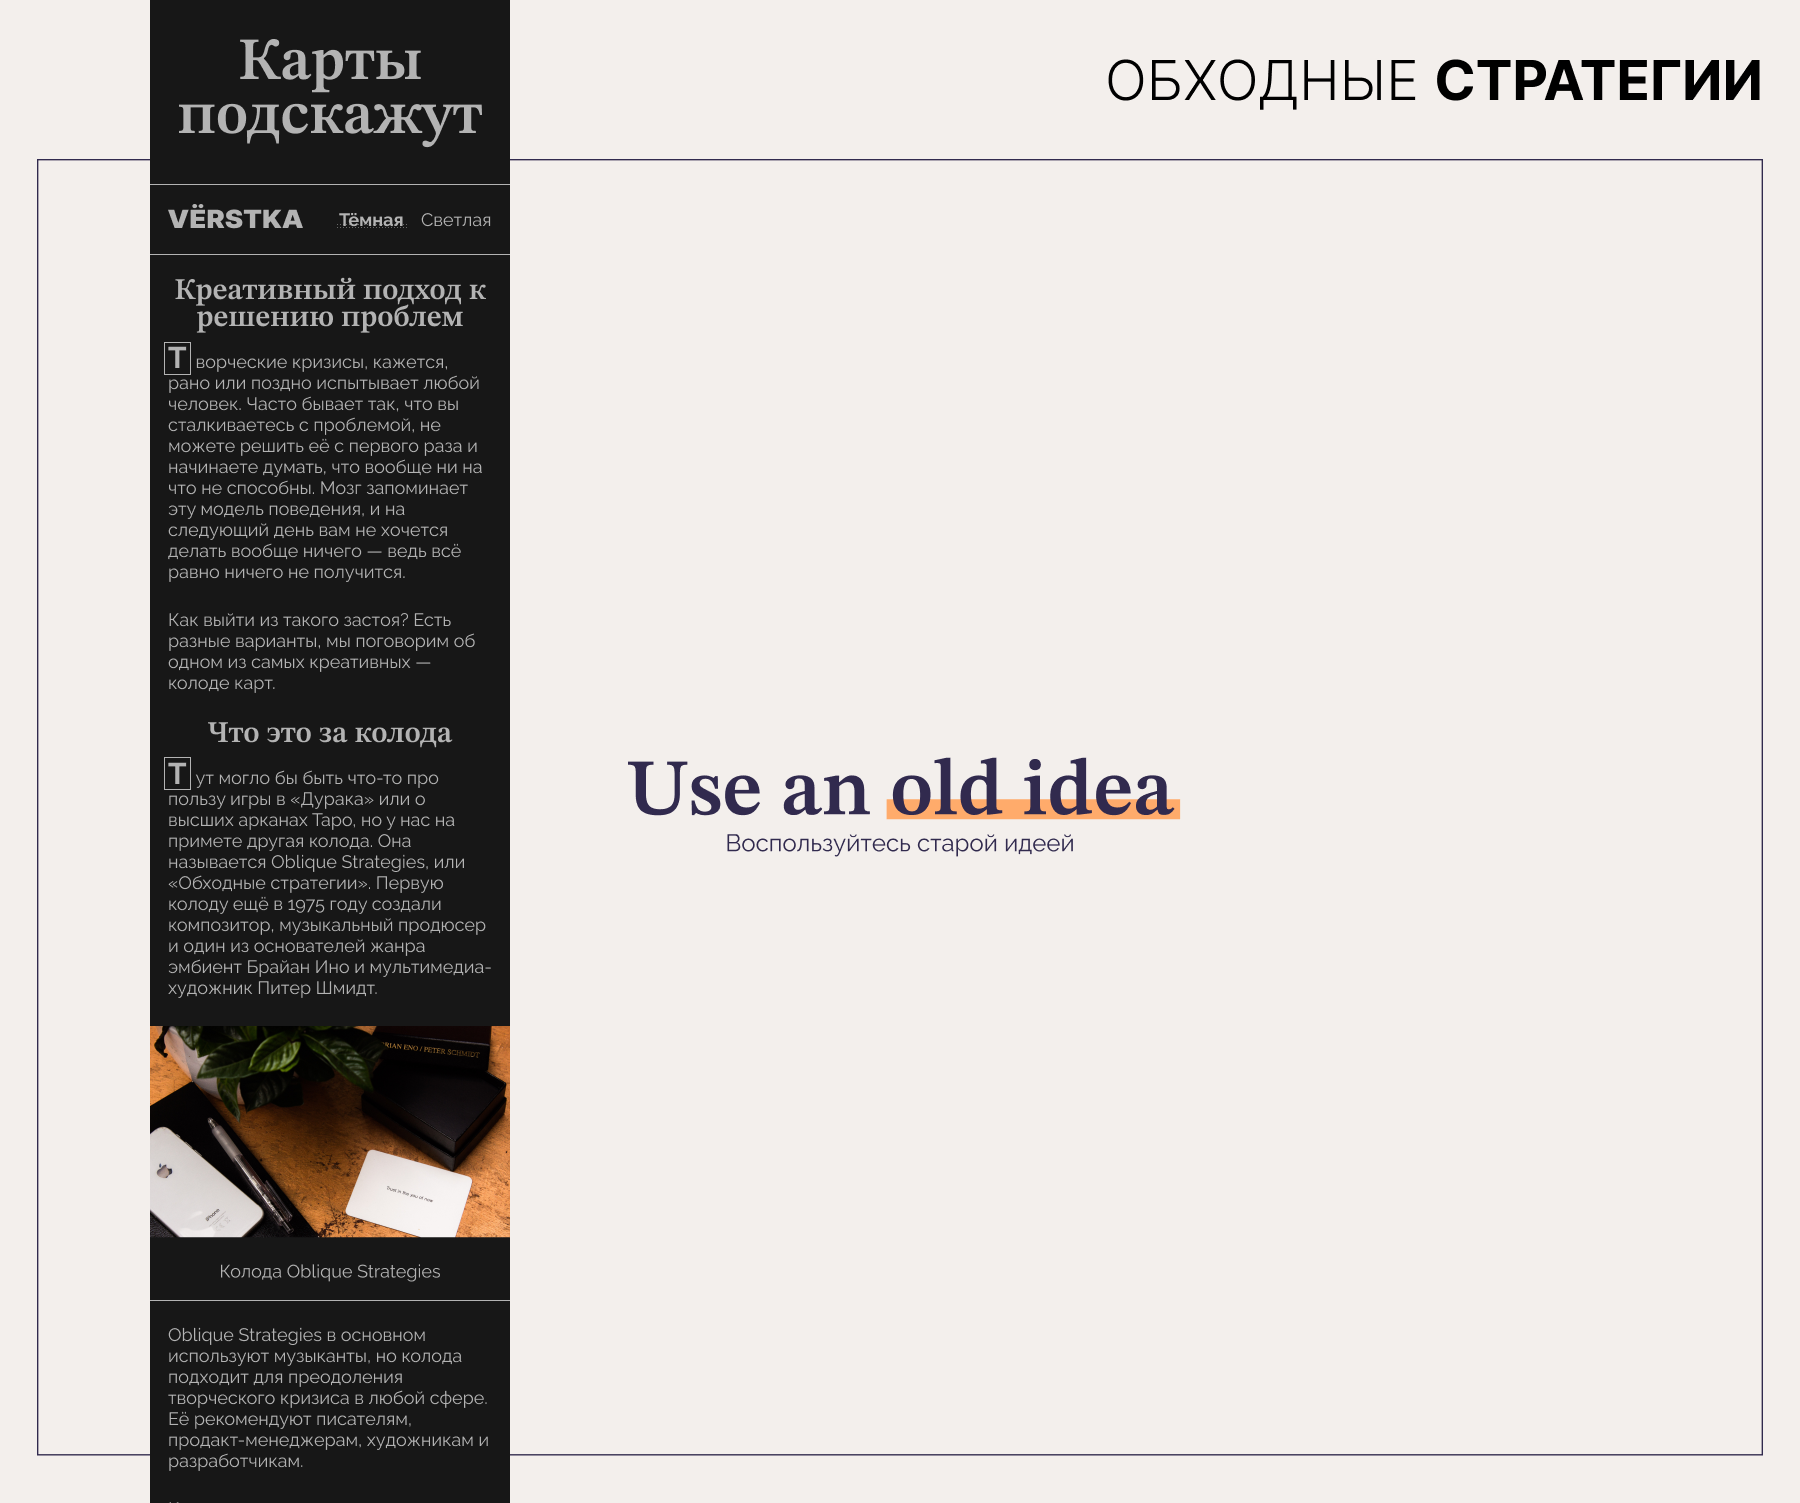 Карты
подскажут
VЁRSTKA Тёмная Светлая
Креативный подход к
решению проблем
Творческие кризисы, кажется,
рано или поздно испытывает любой
человек. Часто бывает так, что вы
сталкиваетесь с проблемой, не
можете решить её с первого раза и
начинаете думать, что вообще ни на
что не способны. Мозг запоминает
эту модель поведения, и на
следующий день вам не хочется
делать вообще ничего — ведь всё
равно ничего не получится.
Как выйти из такого застоя? Есть
разные варианты, мы поговорим об
одном из самых креативных —
колоде карт.
Что это за колода
Тут могло бы быть что-то про
пользу игры в «Дурака» или о
высших арканах Таро, но у нас на
примете другая колода. Она
называется Oblique Strategies, или
«Обходные стратегии». Первую
колоду ещё в 1975 году создали
композитор, музыкальный продюсер
и один из основателей жанра
эмбиент Брайан Ино и мультимедиа-
художник Питер Шмидт.
RIAN ENO / PETER SCHMIDT
Trust in the you of now
iPhone
Колода Oblique Strategies
Oblique Strategies в основном
используют музыканты, но колода
подходит для преодоления
творческого кризиса в любой сфере.
Её рекомендуют писателям,
продакт-менеджерам, художникам и
разработчикам.
ОБХОДНЫЕ СТРАТЕГИИ
Use an old idea
Воспользуйтесь старой идеей